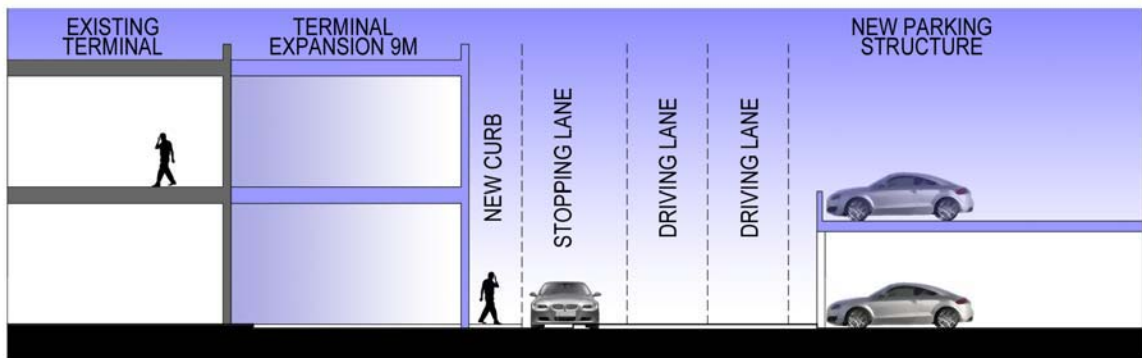 EXISTING
TERMINAL
TERMINAL
EXPANSION 9M
NEW CURB
STOPPING LANE
DRIVING LANE
DRIVING LANE
NEW PARKING
STRUCTURE